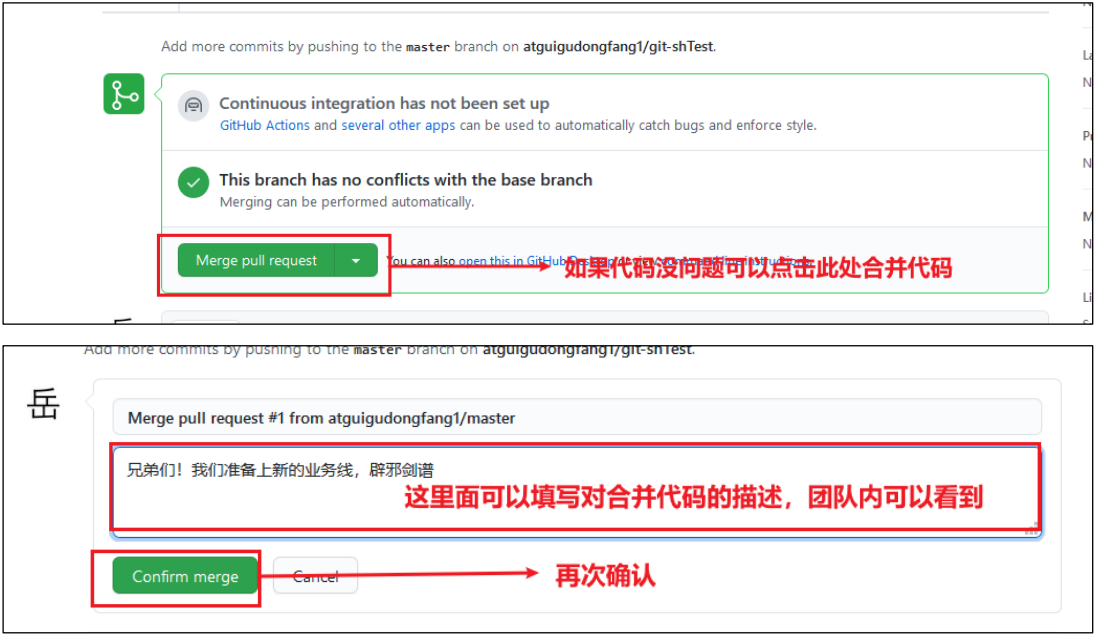 Add more commits by pushing to the master branch on atguigudongfang1/git-shTest.
Continuous integration has not been set up
GitHub Actions and several other apps can be used to automatically catch bugs and enforce style.
This branch has no conflicts with the base branch
Merging can be performed automatically.
Merge pull request
You can also open this in GitHub Desktop or view command line instructions.
如果代码没问题可以点击此处合并代码
Add more commits by pushing to the master branch on atguigudongfang1/git-shTest.
岳
Merge pull request #1 from atguigudongfang1/master
兄弟们！我们准备上新的业务线，辟邪剑谱
这里面可以填写对合并代码的描述，团队内可以看到
Confirm merge
Cancel
再次确认